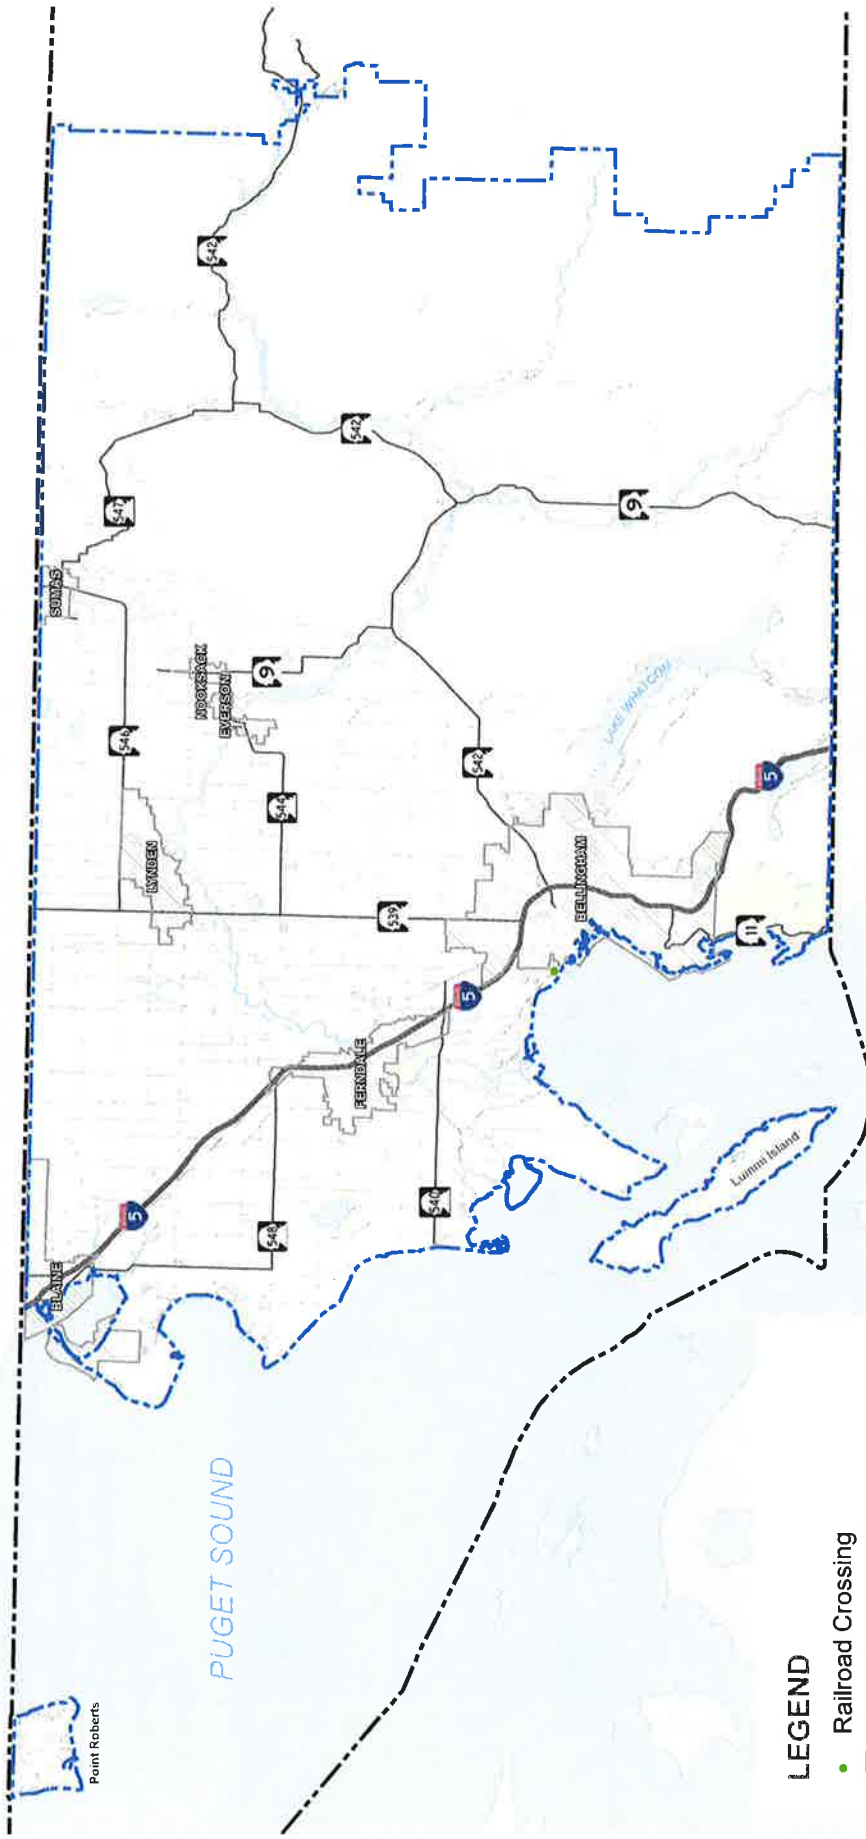 Point Roberts
PUGET SOUND
BLAINE
5
548
540
FERNDALE
5
Lummi Island
539
LYNDEN
546
544
SUMAS
547
NOOKSACK
EVERSON
9
542
542
542
9
BELLINGHAM
LAKE WHATCOM
5
11
LEGEND
Railroad Crossing